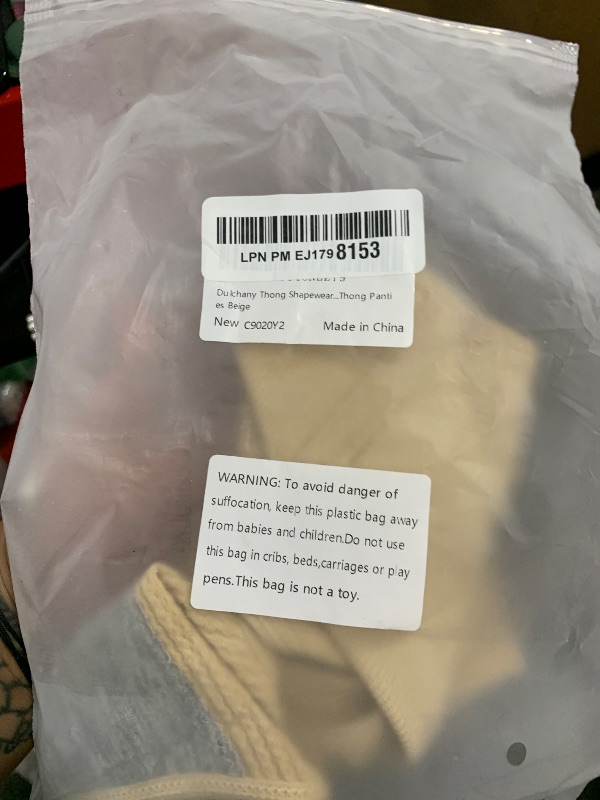 LPN PM EJ1798153
Dulchany Thong Shapewear...Thong Panti
es Beige
New C9020Y2 Made in China
WARNING: To avoid danger of
suffocation, keep this plastic bag away
from babies and children.Do not use
this bag in cribs, beds,carriages or play
pens.This bag is not a toy.